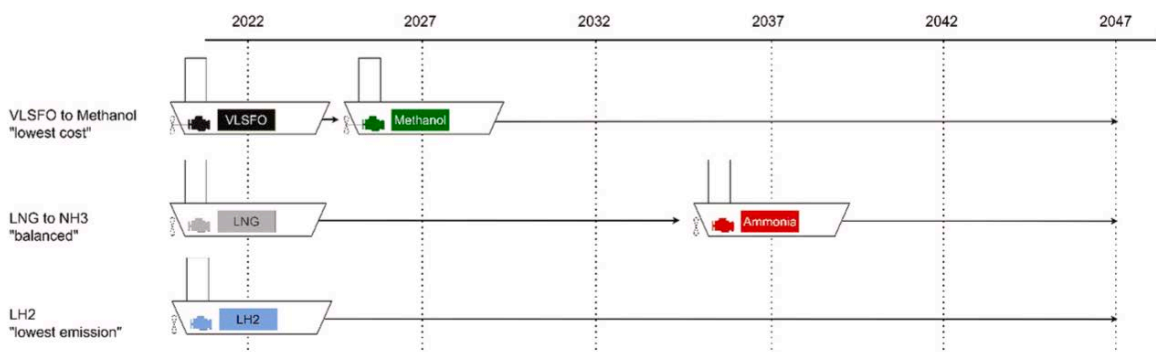 2022 2027 2032 2037 2042 2047
VLSFO to Methanol
"lowest cost"
VLSFO Methanol
LNG to NH3
"balanced"
LNG Ammonia
LH2
"lowest emission"
LH2